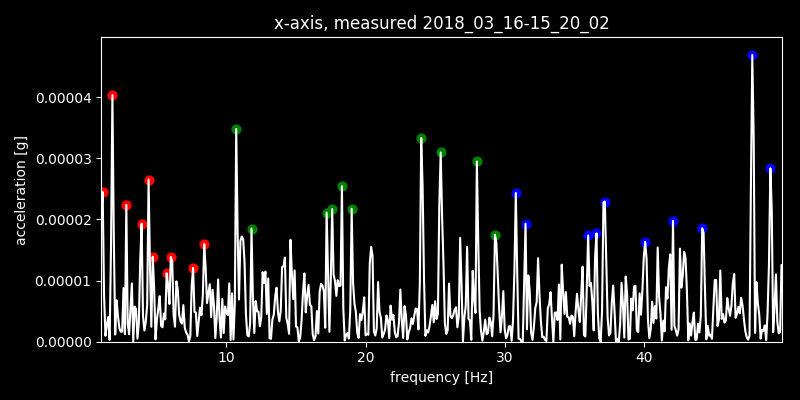 x-axis, measured 2018_03_16-15_20_02
acceleration [g]
0.00004
0.00003
0.00002
0.00001
0.00000
10 20 30 40
frequency [Hz]